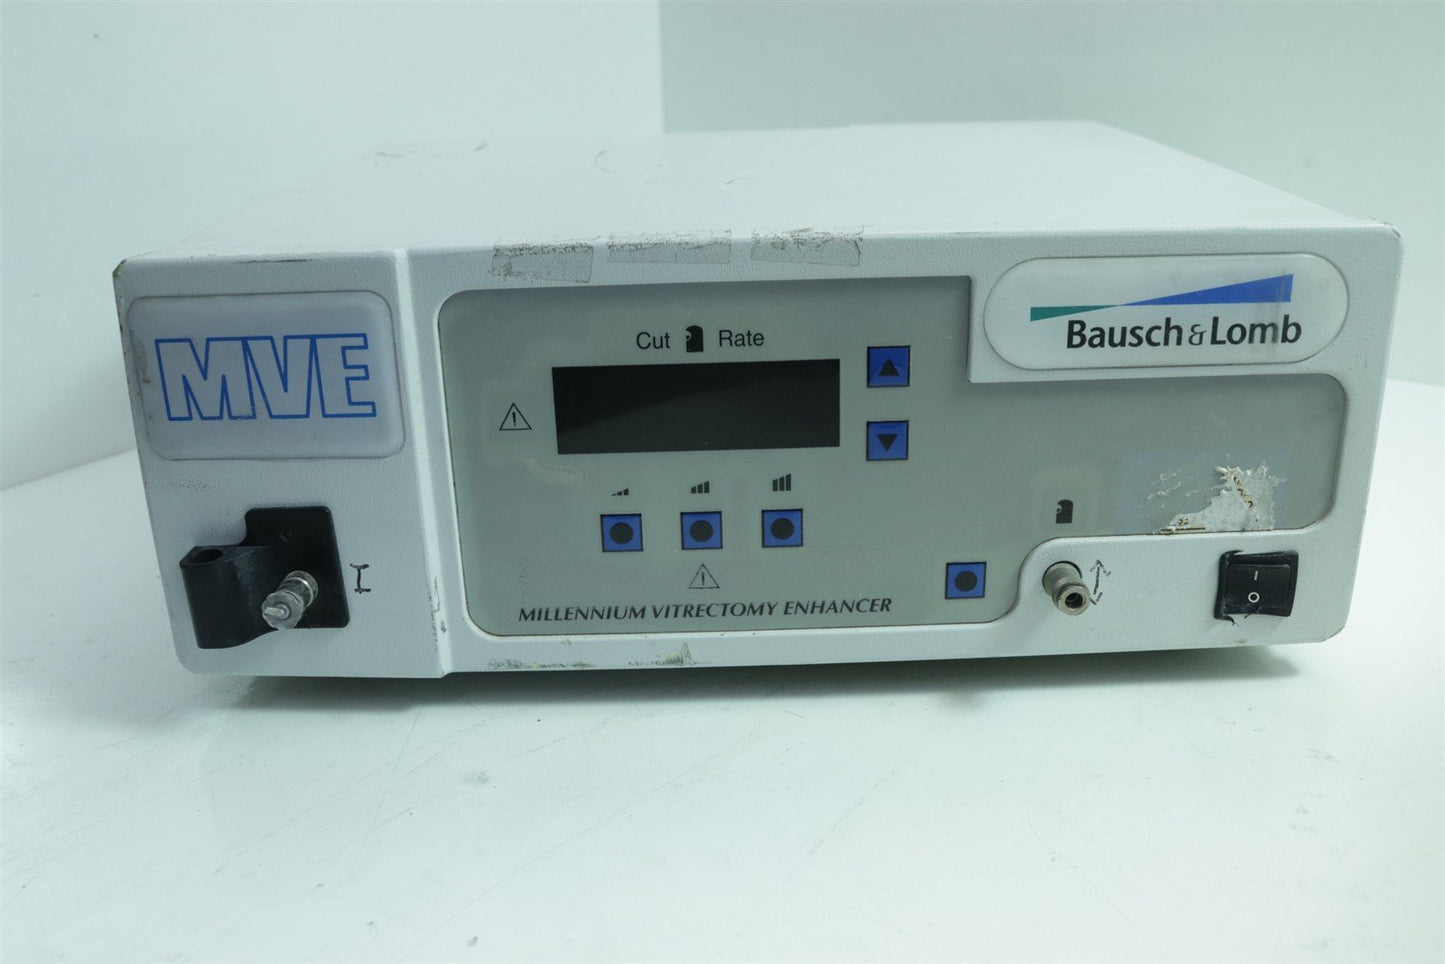 MVE
Cut Rate
Bausch & Lomb
MILLENNIUM VITRECTOMY ENHANCER
I